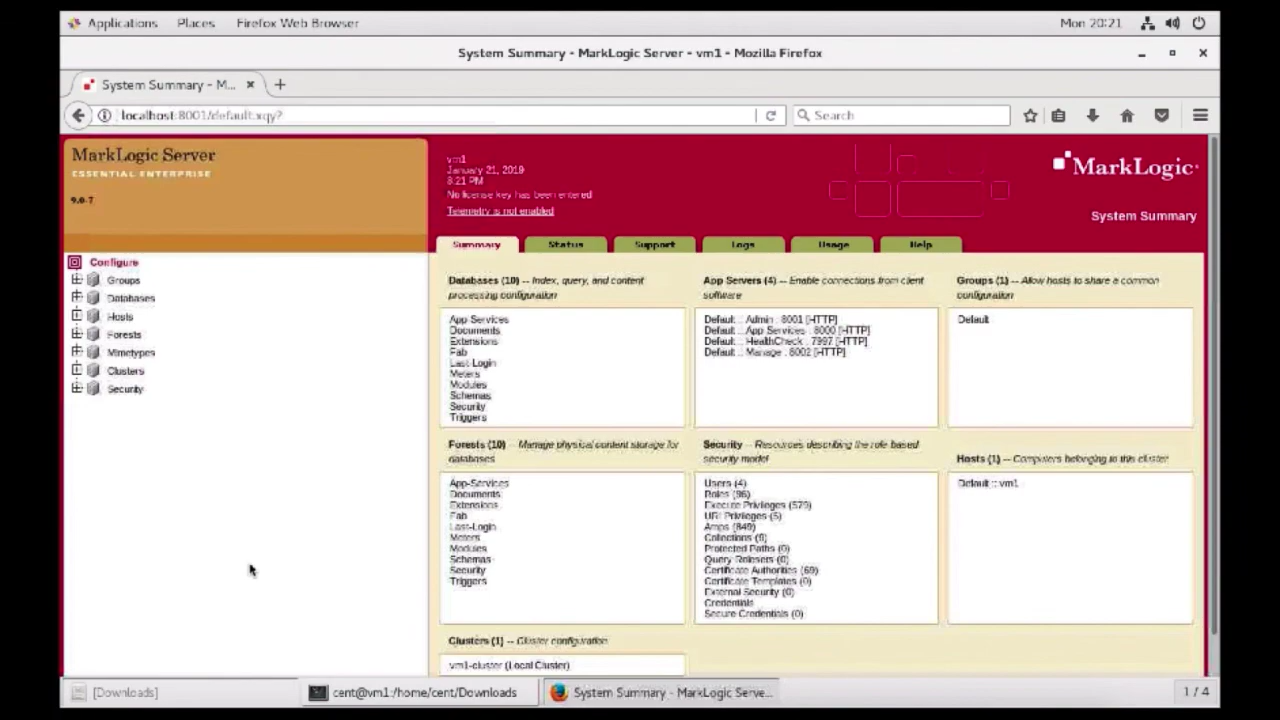 Applications Places Firefox Web Browser Mon 20:21
System Summary - MarkLogic Server - vm1 - Mozilla Firefox
System Summary - M...
localhost:8001/default.xqy?
Search
MarkLogic Server
ESSENTIAL ENTERPRISE
9.0-7
vm1
January 21, 2019
8:21 PM
No license key has been entered
Telemetry is not enabled
MarkLogic
System Summary
Summary Status Support Logs Usage Help
Configure
Groups
Databases
Hosts
Forests
Mimetypes
Clusters
Security
Databases (10) -- Index, query, and content
processing configuration
App-Services
Documents
Extensions
Fab
Last-Login
Meters
Modules
Schemas
Security
Triggers
App Servers (4) -- Enable connections from client
software
Default :: Admin : 8001 [HTTP]
Default :: App-Services : 8000 [HTTP]
Default :: HealthCheck : 7997 [HTTP]
Default :: Manage : 8002 [HTTP]
Groups (1) -- Allow hosts to share a common
configuration
Default
Forests (10) -- Manage physical content storage for
databases
App-Services
Documents
Extensions
Fab
Last-Login
Meters
Modules
Schemas
Security
Triggers
Security -- Resources describing the role based
security model
Users (4)
Roles (96)
Execute Privileges (579)
URI Privileges (5)
Amps (849)
Collections (8)
Protected Paths (0)
Query Rolesets (0)
Certificate Authorities (69)
Certificate Templates (0)
External Security (0)
Credentials
Secure Credentials (0)
Hosts (1) -- Computers belonging to this cluster
Default :: vm1
Clusters (1) -- Cluster configuration
vm1-cluster (Local Cluster)
[Downloads] cent@vm1:/home/cent/Downloads System Summary - MarkLogic Serve... 1 / 4